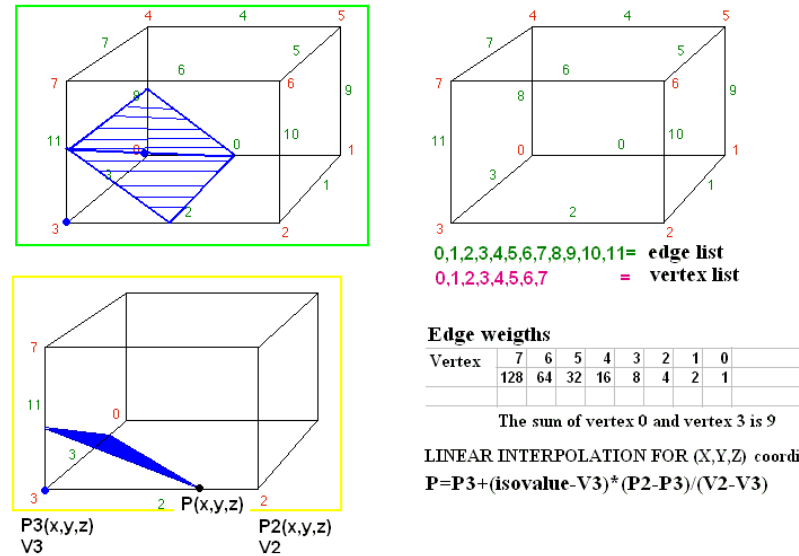 4 4 5
7 5
7 6 6
8 9
11 0 10
0 1
3 1
2
3 2
4 4 5
7 5
7 6 6
8 9
11 10
0 0 1
3 1
2
3 2
0,1,2,3,4,5,6,7,8,9,10,11= edge list
0,1,2,3,4,5,6,7 = vertex list
7
11
0
3
3 2 P(x,y,z) 2
P3(x,y,z) P2(x,y,z)
V3 V2
Edge weigths
Vertex 7 6 5 4 3 2 1 0
128 64 32 16 8 4 2 1
The sum of vertex 0 and vertex 3 is 9
LINEAR INTERPOLATION FOR (X,Y,Z) coordi
P=P3+(isovalue-V3)*(P2-P3)/(V2-V3)